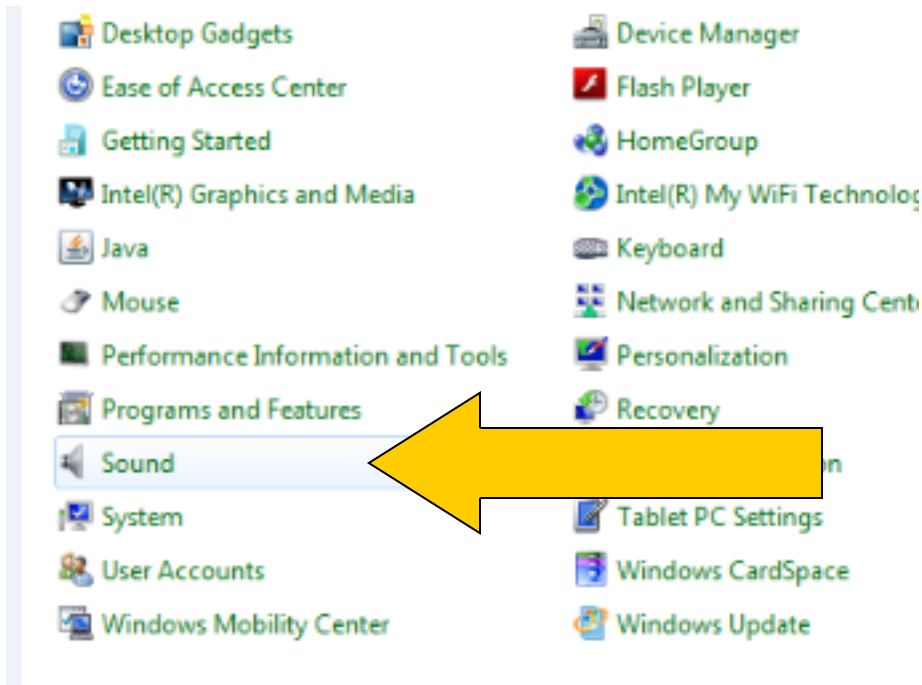 Desktop Gadgets
Device Manager
Ease of Access Center
Flash Player
Getting Started
HomeGroup
Intel(R) Graphics and Media
Intel(R) My WiFi Technolog
Java
Keyboard
Mouse
Network and Sharing Cent
Performance Information and Tools
Personalization
Programs and Features
Recovery
Sound
System
Tablet PC Settings
User Accounts
Windows CardSpace
Windows Mobility Center
Windows Update